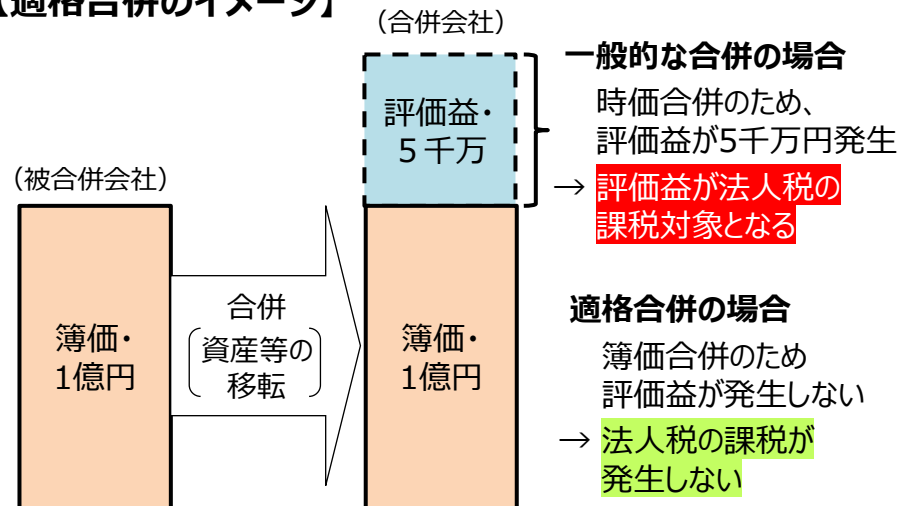 【適格合併のイメージ】
（合併会社）
評価益・
５千万
一般的な合併の場合
時価合併のため、
評価益が5千万円発生
→ 評価益が法人税の
課税対象となる
（被合併会社）
簿価・
1億円
合併
資産等の
移転
簿価・
1億円
適格合併の場合
簿価合併のため
評価益が発生しない
→ 法人税の課税が
発生しない